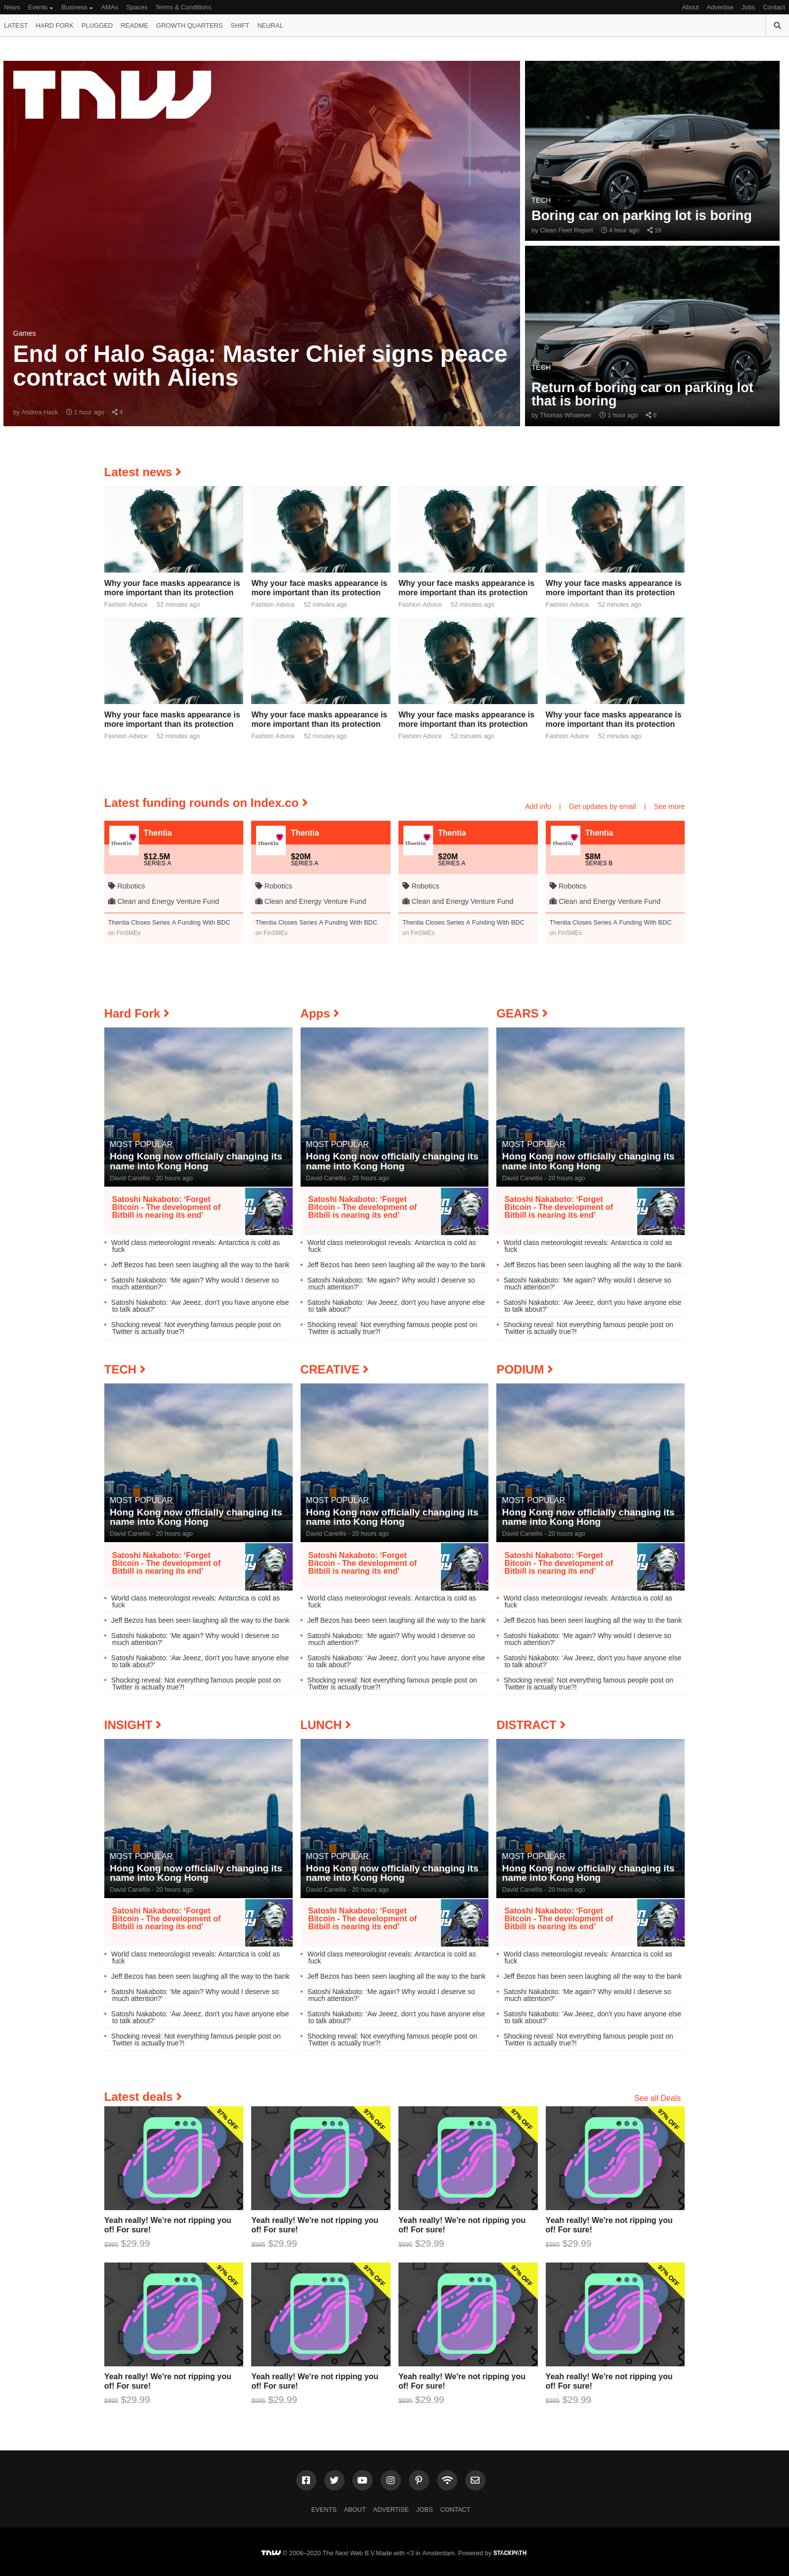 News Events Business AMAs Spaces Terms & Conditions About Advertise Jobs Contact
LATEST HARD FORK PLUGGED README GROWTH QUARTERS SHIFT NEURAL
TNW
Games
End of Halo Saga: Master Chief signs peace
contract with Aliens
by Andrea Hack 1 hour ago 4
TECH
Boring car on parking lot is boring
by Clean Fleet Report 4 hour ago 16
TECH
Return of boring car on parking lot
that is boring
by Thomas Whatever 1 hour ago 6
Latest news
Why your face masks appearance is
more important than its protection
Fashion Advice 52 minutes ago
Why your face masks appearance is
more important than its protection
Fashion Advice 52 minutes ago
Why your face masks appearance is
more important than its protection
Fashion Advice 52 minutes ago
Why your face masks appearance is
more important than its protection
Fashion Advice 52 minutes ago
Why your face masks appearance is
more important than its protection
Fashion Advice 52 minutes ago
Why your face masks appearance is
more important than its protection
Fashion Advice 52 minutes ago
Why your face masks appearance is
more important than its protection
Fashion Advice 52 minutes ago
Why your face masks appearance is
more important than its protection
Fashion Advice 52 minutes ago
Latest funding rounds on Index.co
Add info | Get updates by email | See more
thentia
Thentia
$12.5M
SERIES A
Robotics
Clean and Energy Venture Fund
Thentia Closes Series A Funding With BDC
on FinSMEs
thentia
Thentia
$20M
SERIES A
Robotics
Clean and Energy Venture Fund
Thentia Closes Series A Funding With BDC
on FinSMEs
thentia
Thentia
$20M
SERIES A
Robotics
Clean and Energy Venture Fund
Thentia Closes Series A Funding With BDC
on FinSMEs
thentia
Thentia
$8M
SERIES B
Robotics
Clean and Energy Venture Fund
Thentia Closes Series A Funding With BDC
on FinSMEs
Hard Fork
MOST POPULAR
Hong Kong now officially changing its
name into Kong Hong
David Canellis - 20 hours ago
Satoshi Nakaboto: ‘Forget
Bitcoin - The development of
Bitbill is nearing its end’
• World class meteorologist reveals: Antarctica is cold as
fuck
• Jeff Bezos has been seen laughing all the way to the bank
• Satoshi Nakaboto: ‘Me again? Why would I deserve so
much attention?’
• Satoshi Nakaboto: ‘Aw Jeeez, don't you have anyone else
to talk about?’
• Shocking reveal: Not everything famous people post on
Twitter is actually true?!
Apps
MOST POPULAR
Hong Kong now officially changing its
name into Kong Hong
David Canellis - 20 hours ago
Satoshi Nakaboto: ‘Forget
Bitcoin - The development of
Bitbill is nearing its end’
• World class meteorologist reveals: Antarctica is cold as
fuck
• Jeff Bezos has been seen laughing all the way to the bank
• Satoshi Nakaboto: ‘Me again? Why would I deserve so
much attention?’
• Satoshi Nakaboto: ‘Aw Jeeez, don't you have anyone else
to talk about?’
• Shocking reveal: Not everything famous people post on
Twitter is actually true?!
GEARS
MOST POPULAR
Hong Kong now officially changing its
name into Kong Hong
David Canellis - 20 hours ago
Satoshi Nakaboto: ‘Forget
Bitcoin - The development of
Bitbill is nearing its end’
• World class meteorologist reveals: Antarctica is cold as
fuck
• Jeff Bezos has been seen laughing all the way to the bank
• Satoshi Nakaboto: ‘Me again? Why would I deserve so
much attention?’
• Satoshi Nakaboto: ‘Aw Jeeez, don't you have anyone else
to talk about?’
• Shocking reveal: Not everything famous people post on
Twitter is actually true?!
TECH
MOST POPULAR
Hong Kong now officially changing its
name into Kong Hong
David Canellis - 20 hours ago
Satoshi Nakaboto: ‘Forget
Bitcoin - The development of
Bitbill is nearing its end’
• World class meteorologist reveals: Antarctica is cold as
fuck
• Jeff Bezos has been seen laughing all the way to the bank
• Satoshi Nakaboto: ‘Me again? Why would I deserve so
much attention?’
• Satoshi Nakaboto: ‘Aw Jeeez, don't you have anyone else
to talk about?’
• Shocking reveal: Not everything famous people post on
Twitter is actually true?!
CREATIVE
MOST POPULAR
Hong Kong now officially changing its
name into Kong Hong
David Canellis - 20 hours ago
Satoshi Nakaboto: ‘Forget
Bitcoin - The development of
Bitbill is nearing its end’
• World class meteorologist reveals: Antarctica is cold as
fuck
• Jeff Bezos has been seen laughing all the way to the bank
• Satoshi Nakaboto: ‘Me again? Why would I deserve so
much attention?’
• Satoshi Nakaboto: ‘Aw Jeeez, don't you have anyone else
to talk about?’
• Shocking reveal: Not everything famous people post on
Twitter is actually true?!
PODIUM
MOST POPULAR
Hong Kong now officially changing its
name into Kong Hong
David Canellis - 20 hours ago
Satoshi Nakaboto: ‘Forget
Bitcoin - The development of
Bitbill is nearing its end’
• World class meteorologist reveals: Antarctica is cold as
fuck
• Jeff Bezos has been seen laughing all the way to the bank
• Satoshi Nakaboto: ‘Me again? Why would I deserve so
much attention?’
• Satoshi Nakaboto: ‘Aw Jeeez, don't you have anyone else
to talk about?’
• Shocking reveal: Not everything famous people post on
Twitter is actually true?!
INSIGHT
MOST POPULAR
Hong Kong now officially changing its
name into Kong Hong
David Canellis - 20 hours ago
Satoshi Nakaboto: ‘Forget
Bitcoin - The development of
Bitbill is nearing its end’
• World class meteorologist reveals: Antarctica is cold as
fuck
• Jeff Bezos has been seen laughing all the way to the bank
• Satoshi Nakaboto: ‘Me again? Why would I deserve so
much attention?’
• Satoshi Nakaboto: ‘Aw Jeeez, don't you have anyone else
to talk about?’
• Shocking reveal: Not everything famous people post on
Twitter is actually true?!
LUNCH
MOST POPULAR
Hong Kong now officially changing its
name into Kong Hong
David Canellis - 20 hours ago
Satoshi Nakaboto: ‘Forget
Bitcoin - The development of
Bitbill is nearing its end’
• World class meteorologist reveals: Antarctica is cold as
fuck
• Jeff Bezos has been seen laughing all the way to the bank
• Satoshi Nakaboto: ‘Me again? Why would I deserve so
much attention?’
• Satoshi Nakaboto: ‘Aw Jeeez, don't you have anyone else
to talk about?’
• Shocking reveal: Not everything famous people post on
Twitter is actually true?!
DISTRACT
MOST POPULAR
Hong Kong now officially changing its
name into Kong Hong
David Canellis - 20 hours ago
Satoshi Nakaboto: ‘Forget
Bitcoin - The development of
Bitbill is nearing its end’
• World class meteorologist reveals: Antarctica is cold as
fuck
• Jeff Bezos has been seen laughing all the way to the bank
• Satoshi Nakaboto: ‘Me again? Why would I deserve so
much attention?’
• Satoshi Nakaboto: ‘Aw Jeeez, don't you have anyone else
to talk about?’
• Shocking reveal: Not everything famous people post on
Twitter is actually true?!
Latest deals
See all Deals
97% OFF
Yeah really! We're not ripping you
of! For sure!
$995 $29.99
97% OFF
Yeah really! We're not ripping you
of! For sure!
$995 $29.99
97% OFF
Yeah really! We're not ripping you
of! For sure!
$995 $29.99
97% OFF
Yeah really! We're not ripping you
of! For sure!
$995 $29.99
97% OFF
Yeah really! We're not ripping you
of! For sure!
$995 $29.99
97% OFF
Yeah really! We're not ripping you
of! For sure!
$995 $29.99
97% OFF
Yeah really! We're not ripping you
of! For sure!
$995 $29.99
97% OFF
Yeah really! We're not ripping you
of! For sure!
$995 $29.99
EVENTS ABOUT ADVERTISE JOBS CONTACT
TNW © 2006–2020 The Next Web B.V.Made with <3 in Amsterdam. Powered by STACKPATH